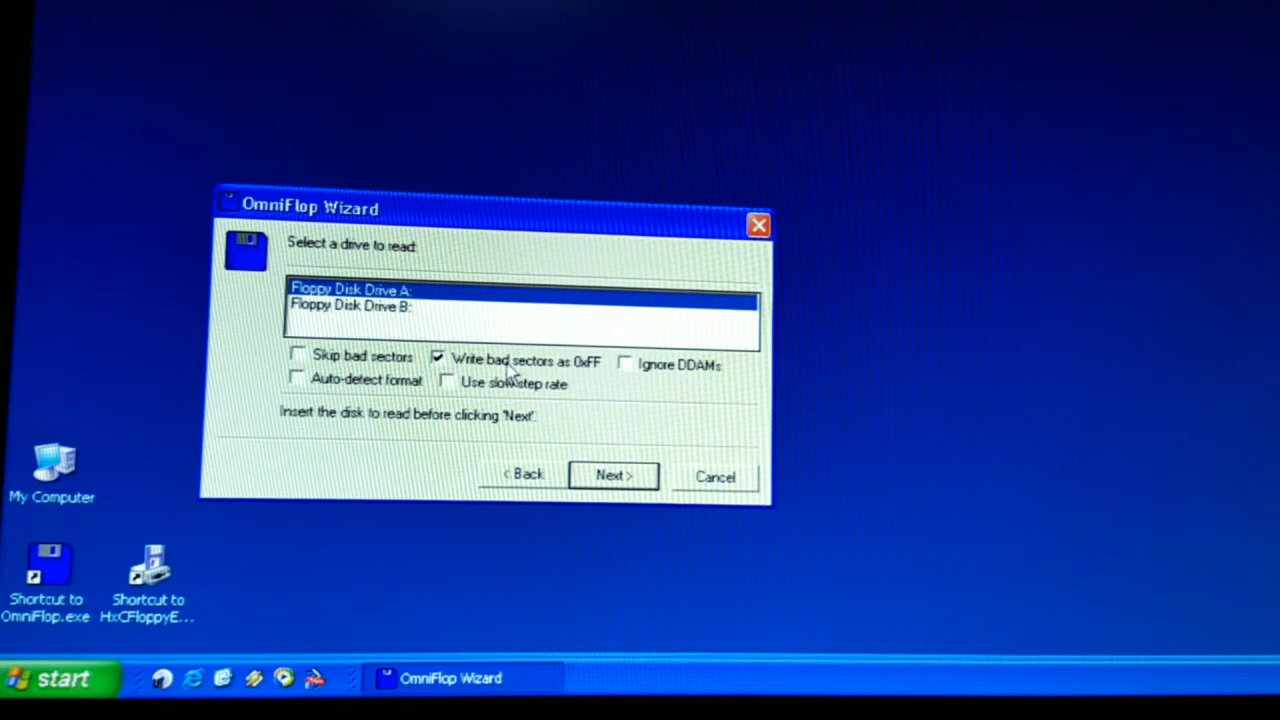 OmniFlop Wizard
Select a drive to read:
Floppy Disk Drive A:
Floppy Disk Drive B:
Skip bad sectors
Write bad sectors as 0xFF
Ignore DDAMs
Auto-detect format
Use slow step rate
Insert the disk to read before clicking 'Next'.
< Back
Next >
Cancel
My Computer
Shortcut to
OmniFlop.exe
Shortcut to
HxCFloppyE...
start
OmniFlop Wizard